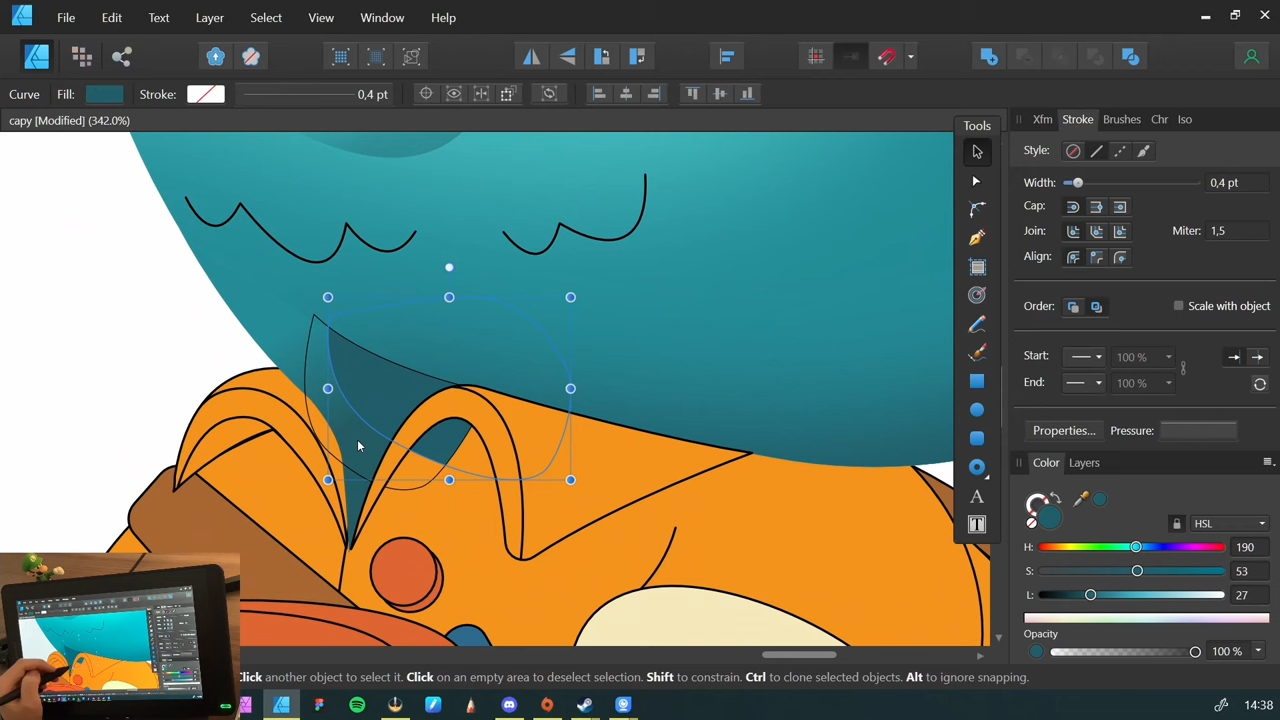 File Edit Text Layer Select View Window Help
Curve Fill: Stroke: 0,4 pt
capy [Modified] (342.0%)
Tools
Xfm Stroke Brushes Chr Iso
Style:
Width: 0,4 pt
Cap:
Join: Miter: 1,5
Align:
Order: Scale with object
Start: 100 %
End: 100 %
Properties... Pressure:
Color Layers
HSL
H: 190
S: 53
L: 27
Opacity
100 %
A
T
Click another object to select it. Click on an empty area to deselect selection. Shift to constrain. Ctrl to clone selected objects. Alt to ignore snapping.
14:38